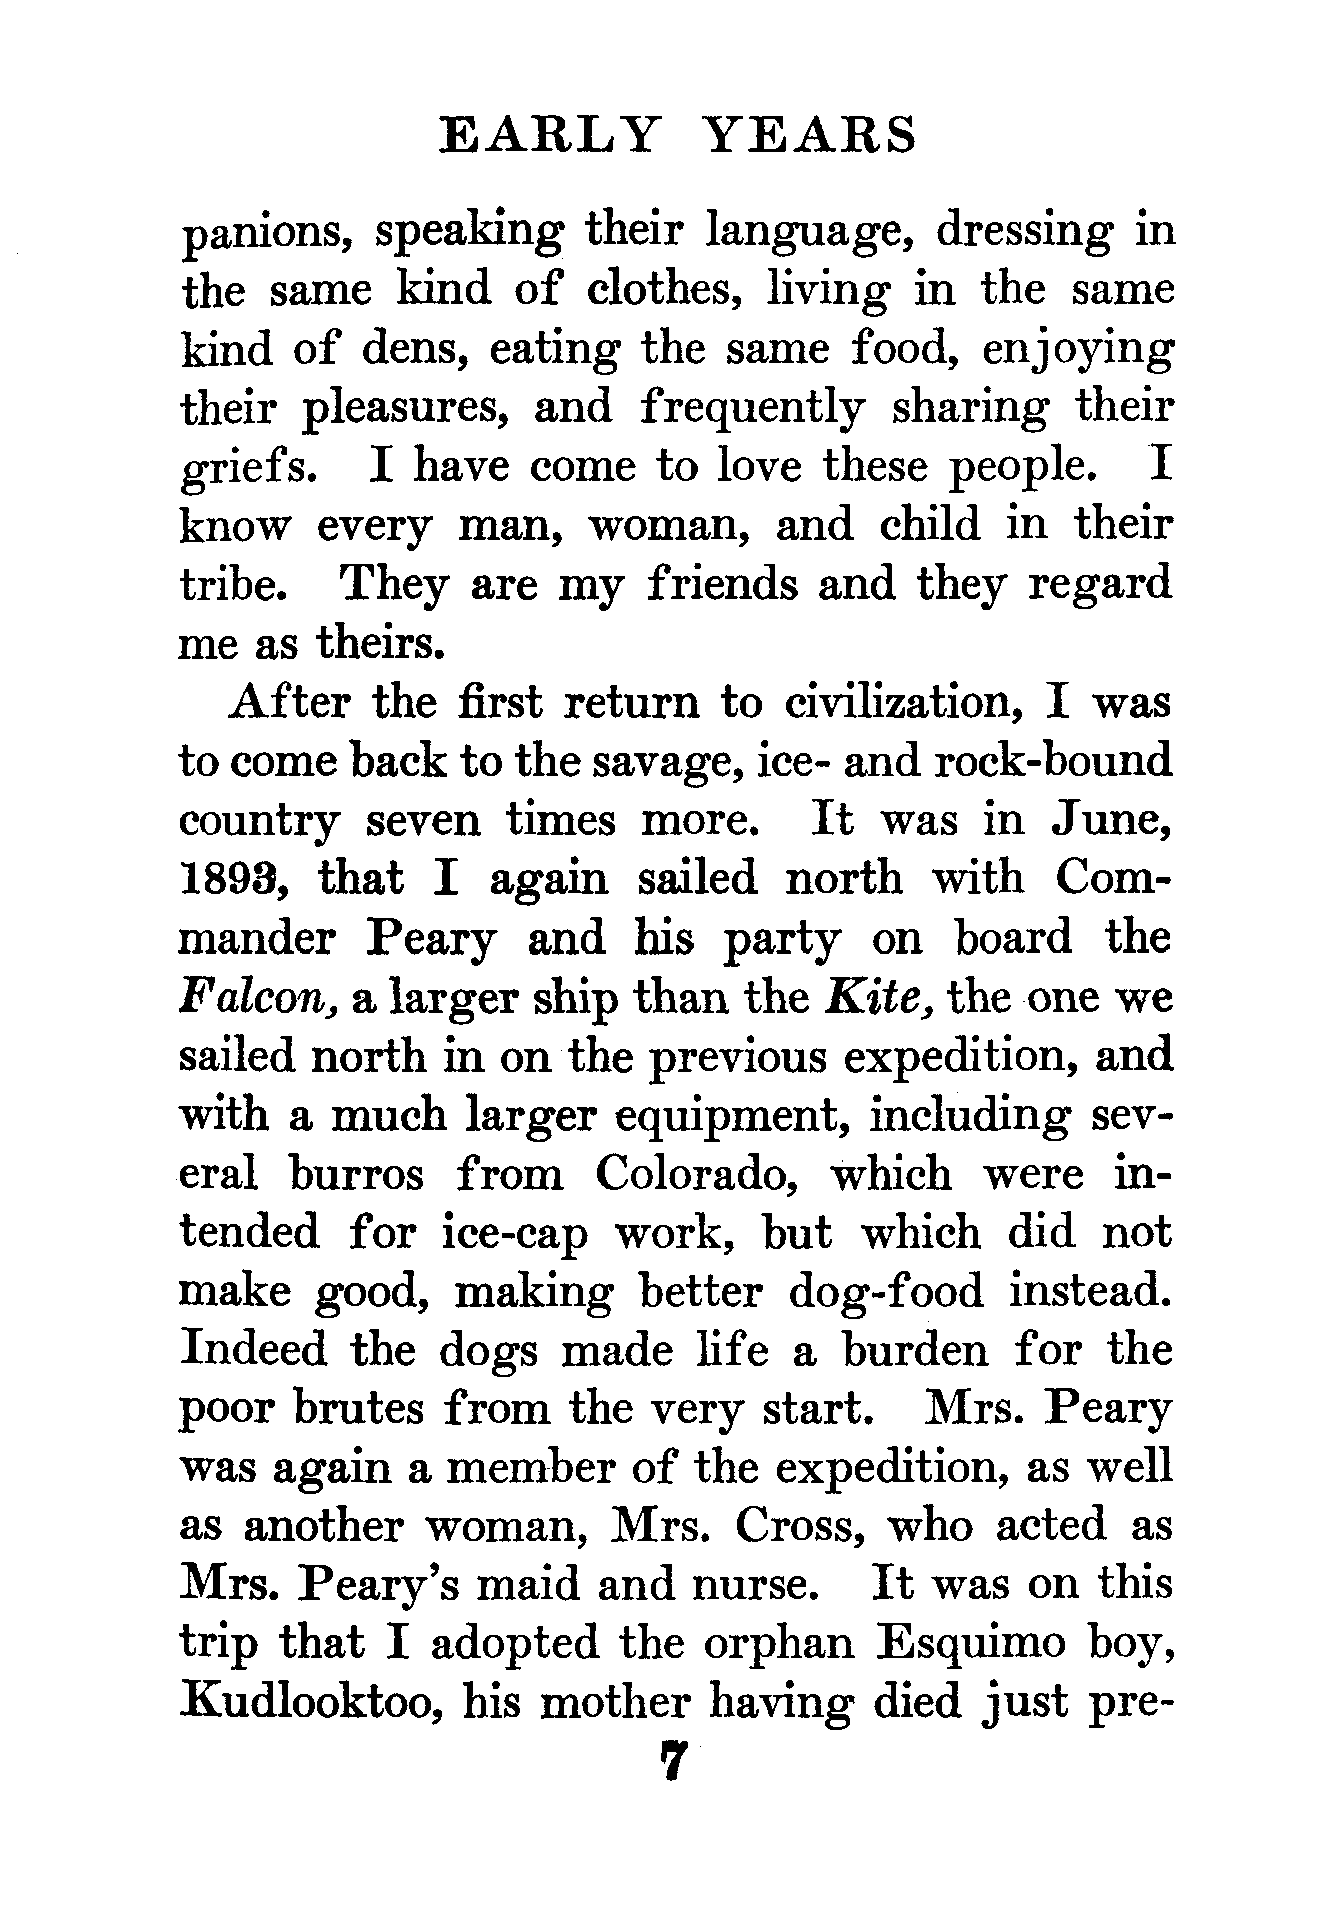 EARLY YEARS
panions, speaking their language, dressing in
the same kind of clothes, living in the same
kind of dens, eating the same food, enjoying
their pleasures, and frequently sharing their
griefs. I have come to love these people. I
know every man, woman, and child in their
tribe. They are my friends and they regard
me as theirs.
After the first return to civilization, I was
to come back to the savage, ice- and rock-bound
country seven times more. It was in June,
1893, that I again sailed north with Com-
mander Peary and his party on board the
Falcon, a larger ship than the Kite, the one we
sailed north in on the previous expedition, and
with a much larger equipment, including sev-
eral burros from Colorado, which were in-
tended for ice-cap work, but which did not
make good, making better dog-food instead.
Indeed the dogs made life a burden for the
poor brutes from the very start. Mrs. Peary
was again a member of the expedition, as well
as another woman, Mrs. Cross, who acted as
Mrs. Peary's maid and nurse. It was on this
trip that I adopted the orphan Esquimo boy,
Kudlooktoo, his mother having died just pre-
7